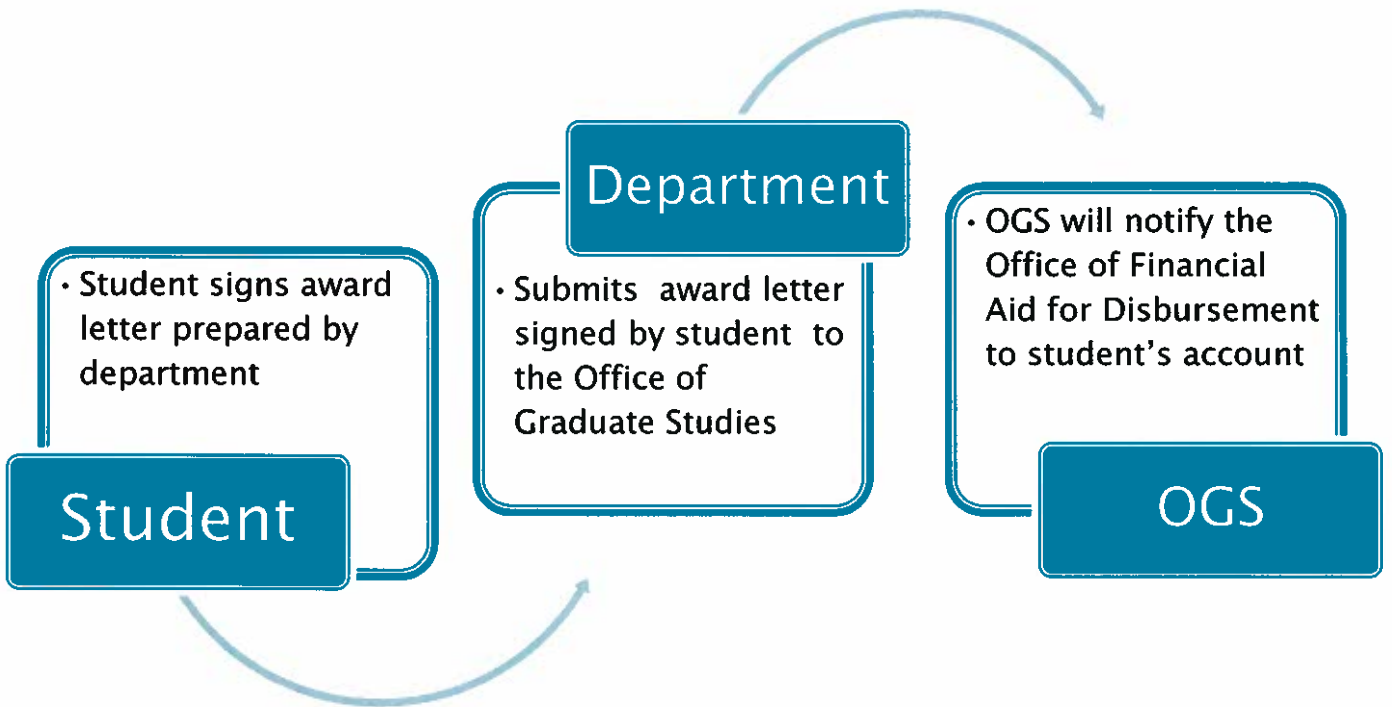 • Student signs award
letter prepared by
department
Student
Department
• Submits award letter
signed by student to
the Office of
Graduate Studies
• OGS will notify the
Office of Financial
Aid for Disbursement
to student's account
OGS